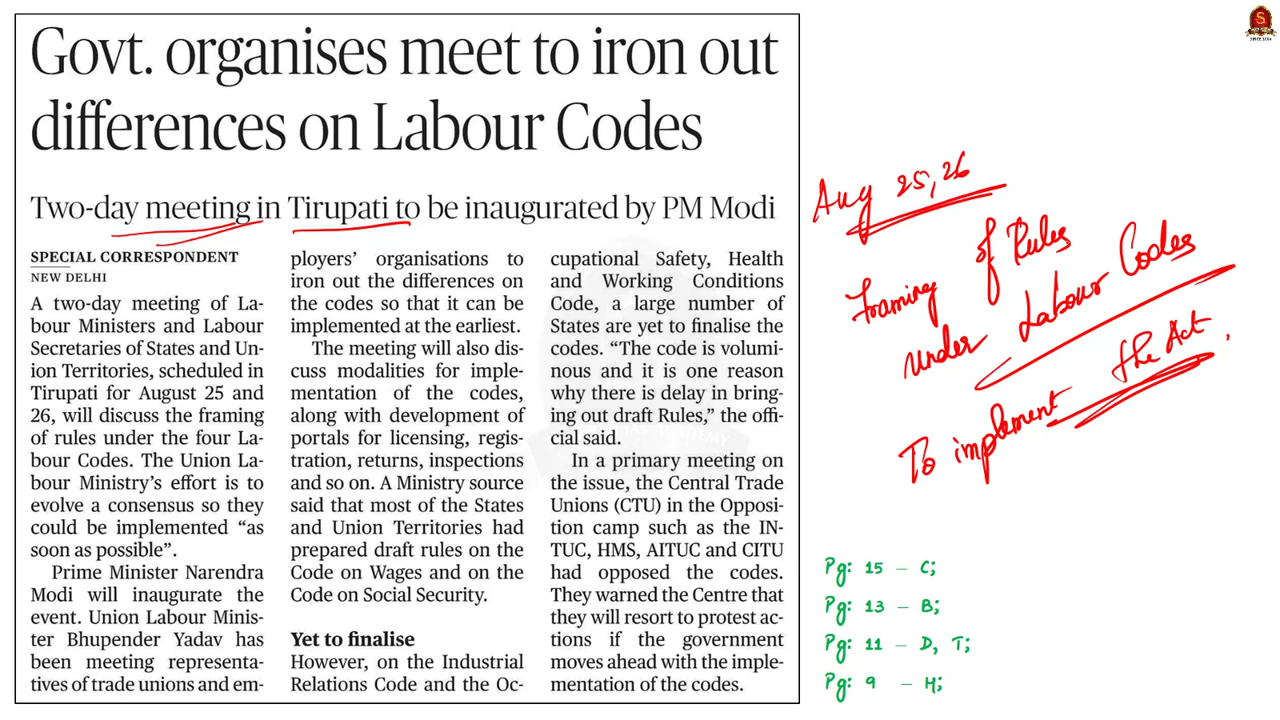 Govt. organises meet to iron out
differences on Labour Codes
Two-day meeting in Tirupati to be inaugurated by PM Modi
SPECIAL CORRESPONDENT
NEW DELHI
A two-day meeting of La-
bour Ministers and Labour
Secretaries of States and Un-
ion Territories, scheduled in
Tirupati for August 25 and
26, will discuss the framing
of rules under the four La-
bour Codes. The Union La-
bour Ministry’s effort is to
evolve a consensus so they
could be implemented “as
soon as possible”.
Prime Minister Narendra
Modi will inaugurate the
event. Union Labour Minis-
ter Bhupender Yadav has
been meeting representa-
tives of trade unions and em-
ployers’ organisations to
iron out the differences on
the codes so that it can be
implemented at the earliest.
The meeting will also dis-
cuss modalities for imple-
mentation of the codes,
along with development of
portals for licensing, regis-
tration, returns, inspections
and so on. A Ministry source
said that most of the States
and Union Territories had
prepared draft rules on the
Code on Wages and on the
Code on Social Security.
Yet to finalise
However, on the Industrial
Relations Code and the Oc-
cupational Safety, Health
and Working Conditions
Code, a large number of
States are yet to finalise the
codes. “The code is volumi-
nous and it is one reason
why there is delay in bring-
ing out draft Rules,” the offi-
cial said.
In a primary meeting on
the issue, the Central Trade
Unions (CTU) in the Opposi-
tion camp such as the IN-
TUC, HMS, AITUC and CITU
had opposed the codes.
They warned the Centre that
they will resort to protest ac-
tions if the government
moves ahead with the imple-
mentation of the codes.
Aug 25, 26
Framing of Rules
under Labour Codes
To implement the Act.
Pg: 15 – C;
Pg: 13 – B;
Pg: 11 – D, T;
Pg: 9 – H;